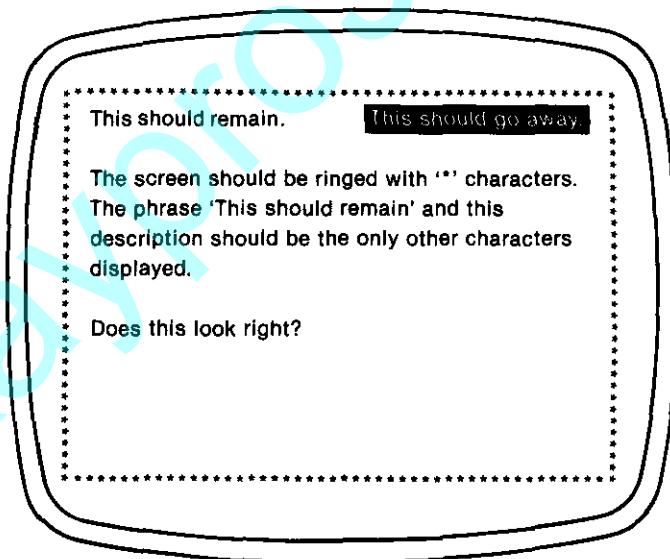 This should remain. This should go away.
The screen should be ringed with '*' characters.
The phrase 'This should remain' and this
description should be the only other characters
displayed.
Does this look right?